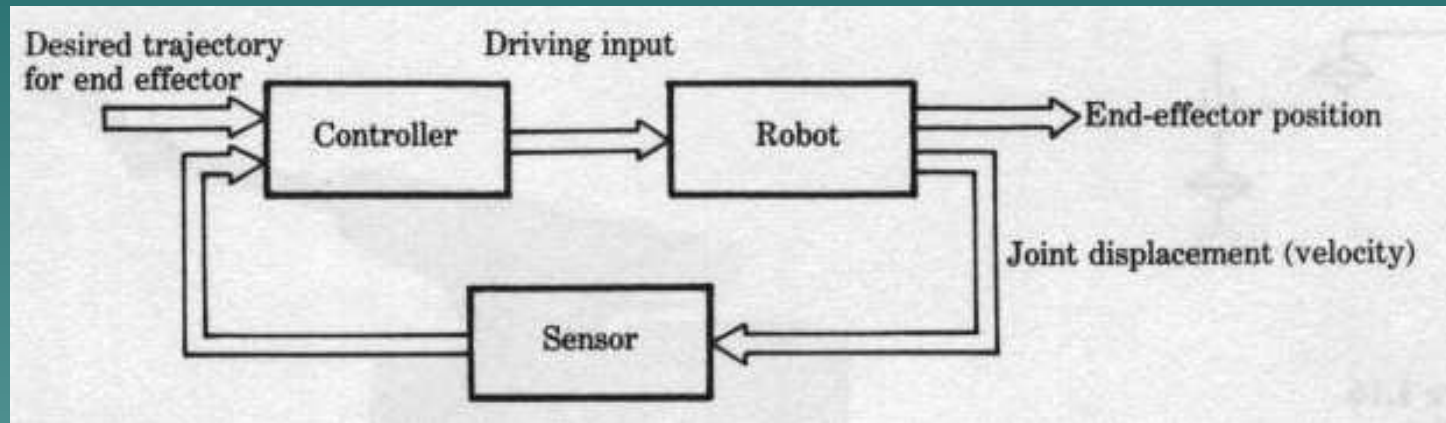 Desired trajectory
for end effector
Driving input
Controller
Robot
End-effector position
Joint displacement (velocity)
Sensor